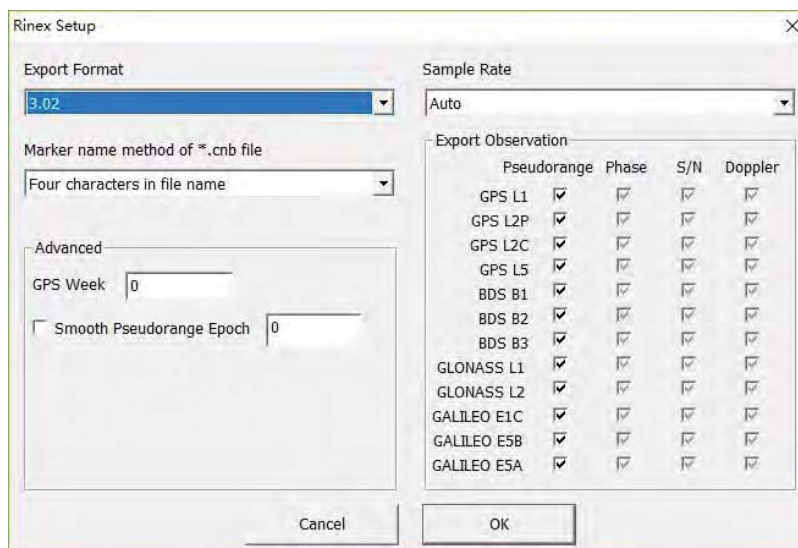 Rinex Setup
Export Format
3.02
Marker name method of *.cnb file
Four characters in file name
Advanced
GPS Week 0
Smooth Pseudorange Epoch 0
Sample Rate
Auto
Export Observation
Pseudorange Phase S/N Doppler
GPS L1
GPS L2P
GPS L2C
GPS L5
BDS B1
BDS B2
BDS B3
GLONASS L1
GLONASS L2
GALILEO E1C
GALILEO E5B
GALILEO E5A
Cancel
OK